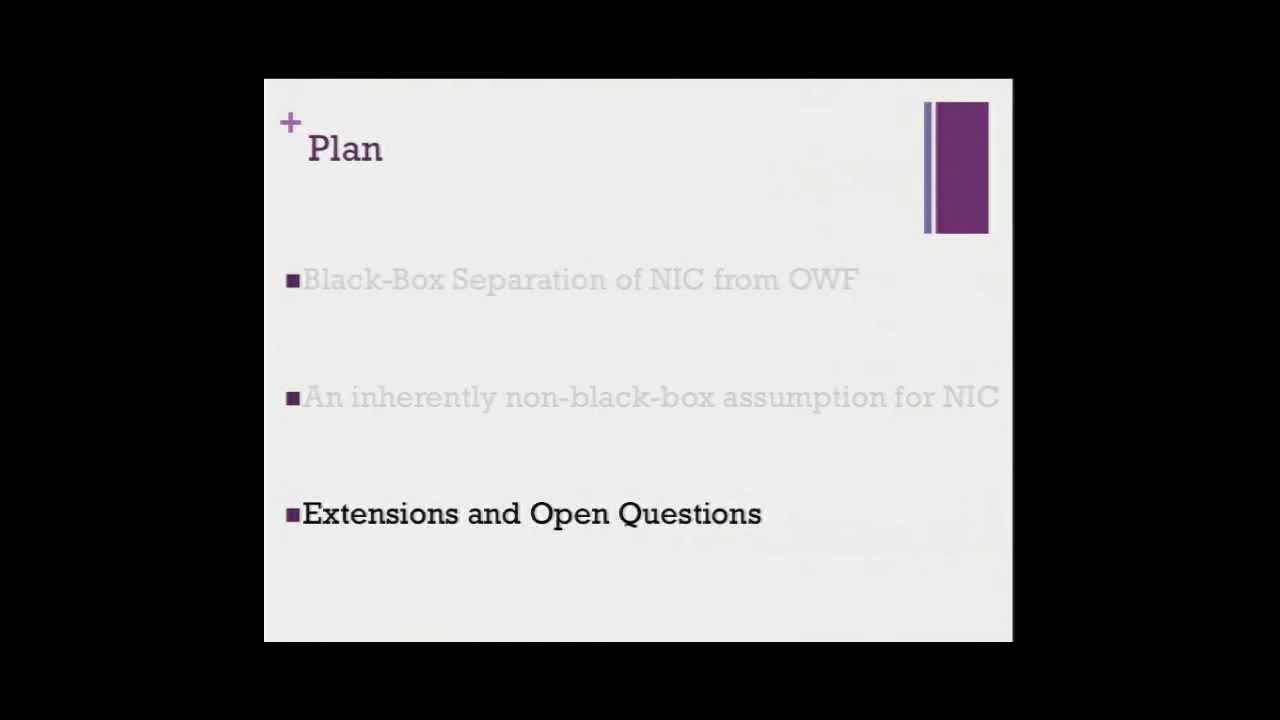 +
Plan
Black-Box Separation of NIC from OWF
An inherently non-black-box assumption for NIC
Extensions and Open Questions